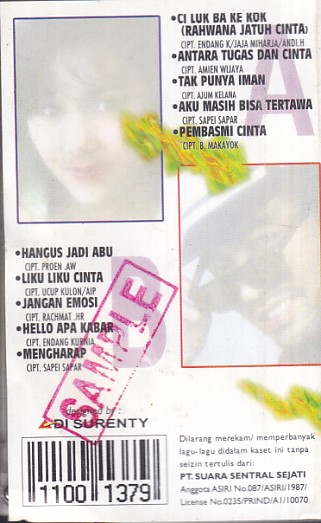 •CI LUK BA KE KOK
(RAHWANA JATUH CINTA)
CIPT. ENDANG K/JAJA MIHARJA/ANDI.H
•ANTARA TUGAS DAN CINTA
CIPT. AMIEN WIJAYA
•TAK PUNYA IMAN
CIPT. AJUM KELANA
•AKU MASIH BISA TERTAWA
CIPT. SAPEI SAPAR
•PEMBASMI CINTA
CIPT. B. MAKAYOK
A
•HANGUS JADI ABU
CIPT. PROEN .AW
•LIKU LIKU CINTA
CIPT. UCUP KULON/AIP
•JANGAN EMOSI
CIPT. RACHMAT .HR
•HELLO APA KABAR
CIPT. ENDANG KURNIA
•MENGHARAP
CIPT. SAPEI SAPAR
B
SAMPLE
designed by :
ADI SURENTY
1100 1379
Dilarang merekam/ memperbanyak
lagu-lagu didalam kaset ini tanpa
seizin tertulis dari:
PT. SUARA SENTRAL SEJATI
Anggota ASIRI No.087/ASIRI/1987/
License No.0235/PRIND/A1/10070